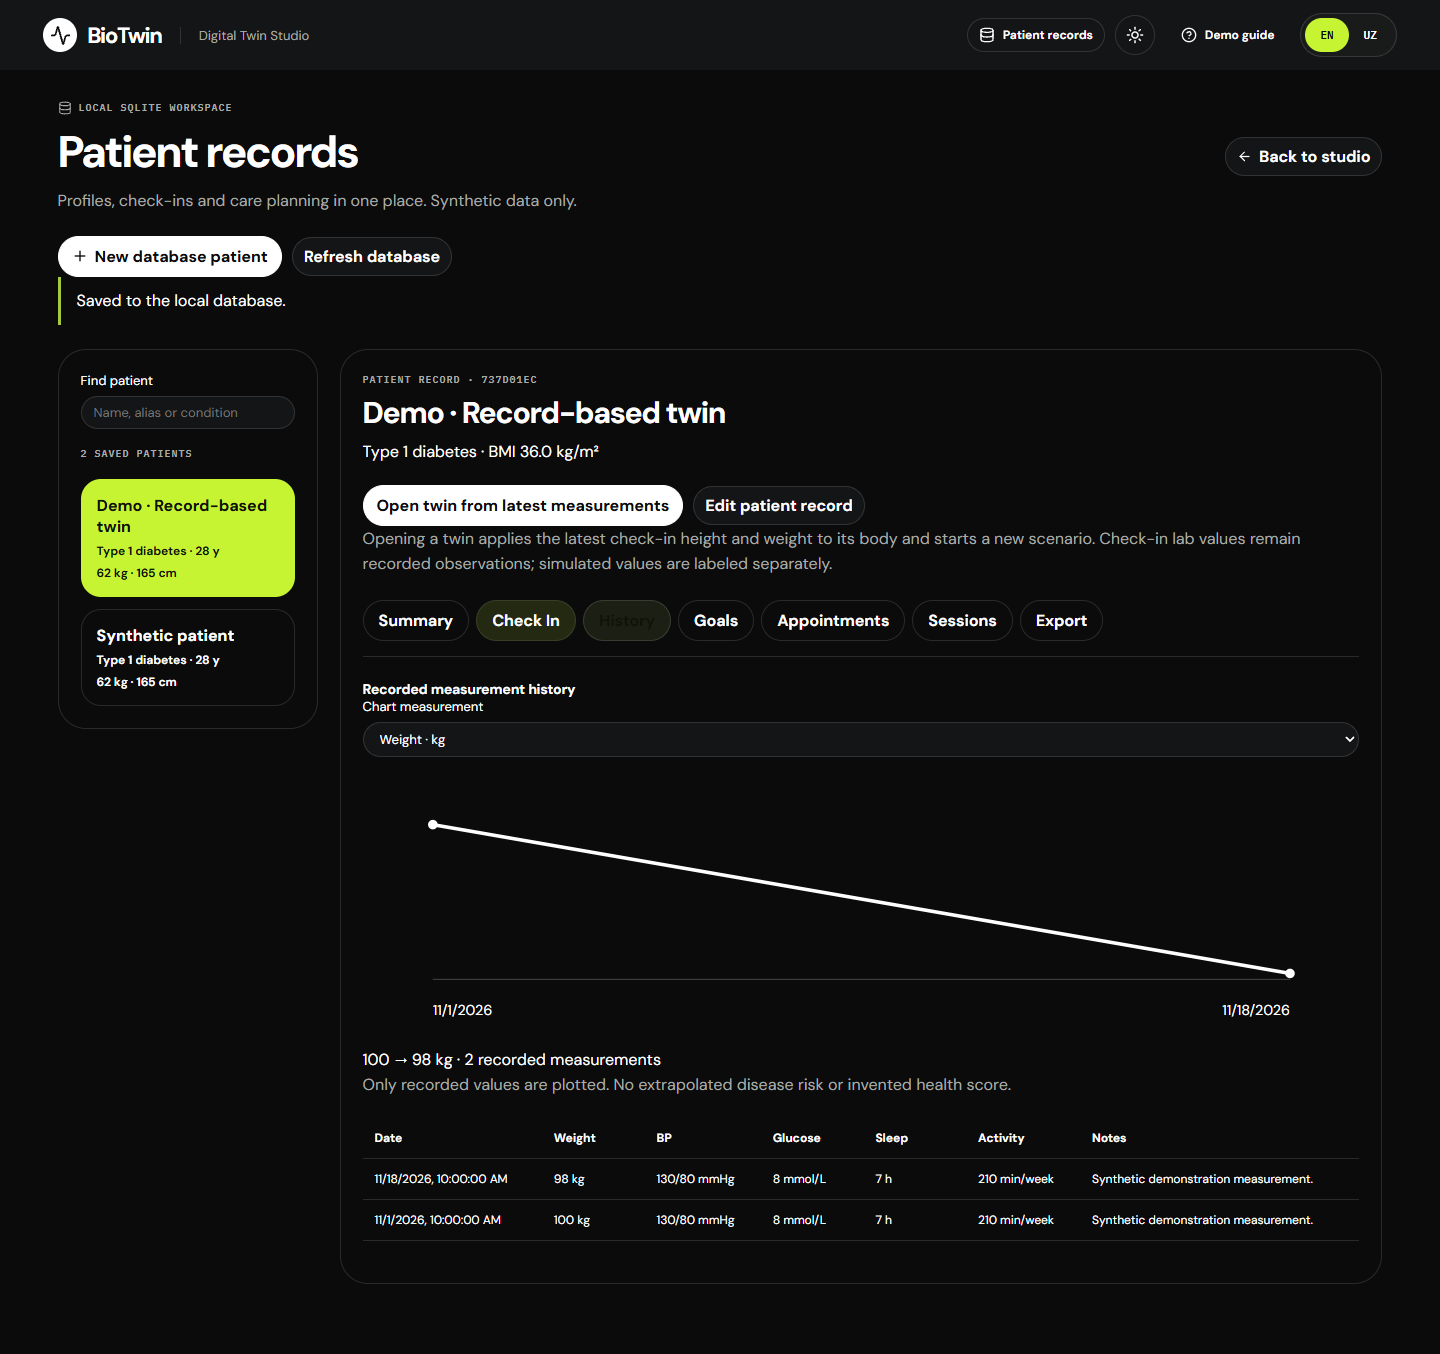 BioTwin
Digital Twin Studio
Patient records
Demo guide
EN
UZ
LOCAL SQLITE WORKSPACE
Patient records
Back to studio
Profiles, check-ins and care planning in one place. Synthetic data only.
New database patient
Refresh database
Saved to the local database.
Find patient
Name, alias or condition
2 SAVED PATIENTS
Demo · Record-based
twin
Type 1 diabetes · 28 y
62 kg · 165 cm
Synthetic patient
Type 1 diabetes · 28 y
62 kg · 165 cm
PATIENT RECORD · 737D01EC
Demo · Record-based twin
Type 1 diabetes · BMI 36.0 kg/m²
Open twin from latest measurements
Edit patient record
Opening a twin applies the latest check-in height and weight to its body and starts a new scenario. Check-in lab values remain
recorded observations; simulated values are labeled separately.
Summary
Check In
History
Goals
Appointments
Sessions
Export
Recorded measurement history
Chart measurement
Weight · kg
11/1/2026
11/18/2026
100 → 98 kg · 2 recorded measurements
Only recorded values are plotted. No extrapolated disease risk or invented health score.
Date Weight BP Glucose Sleep Activity Notes
11/18/2026, 10:00:00 AM 98 kg 130/80 mmHg 8 mmol/L 7 h 210 min/week Synthetic demonstration measurement.
11/1/2026, 10:00:00 AM 100 kg 130/80 mmHg 8 mmol/L 7 h 210 min/week Synthetic demonstration measurement.